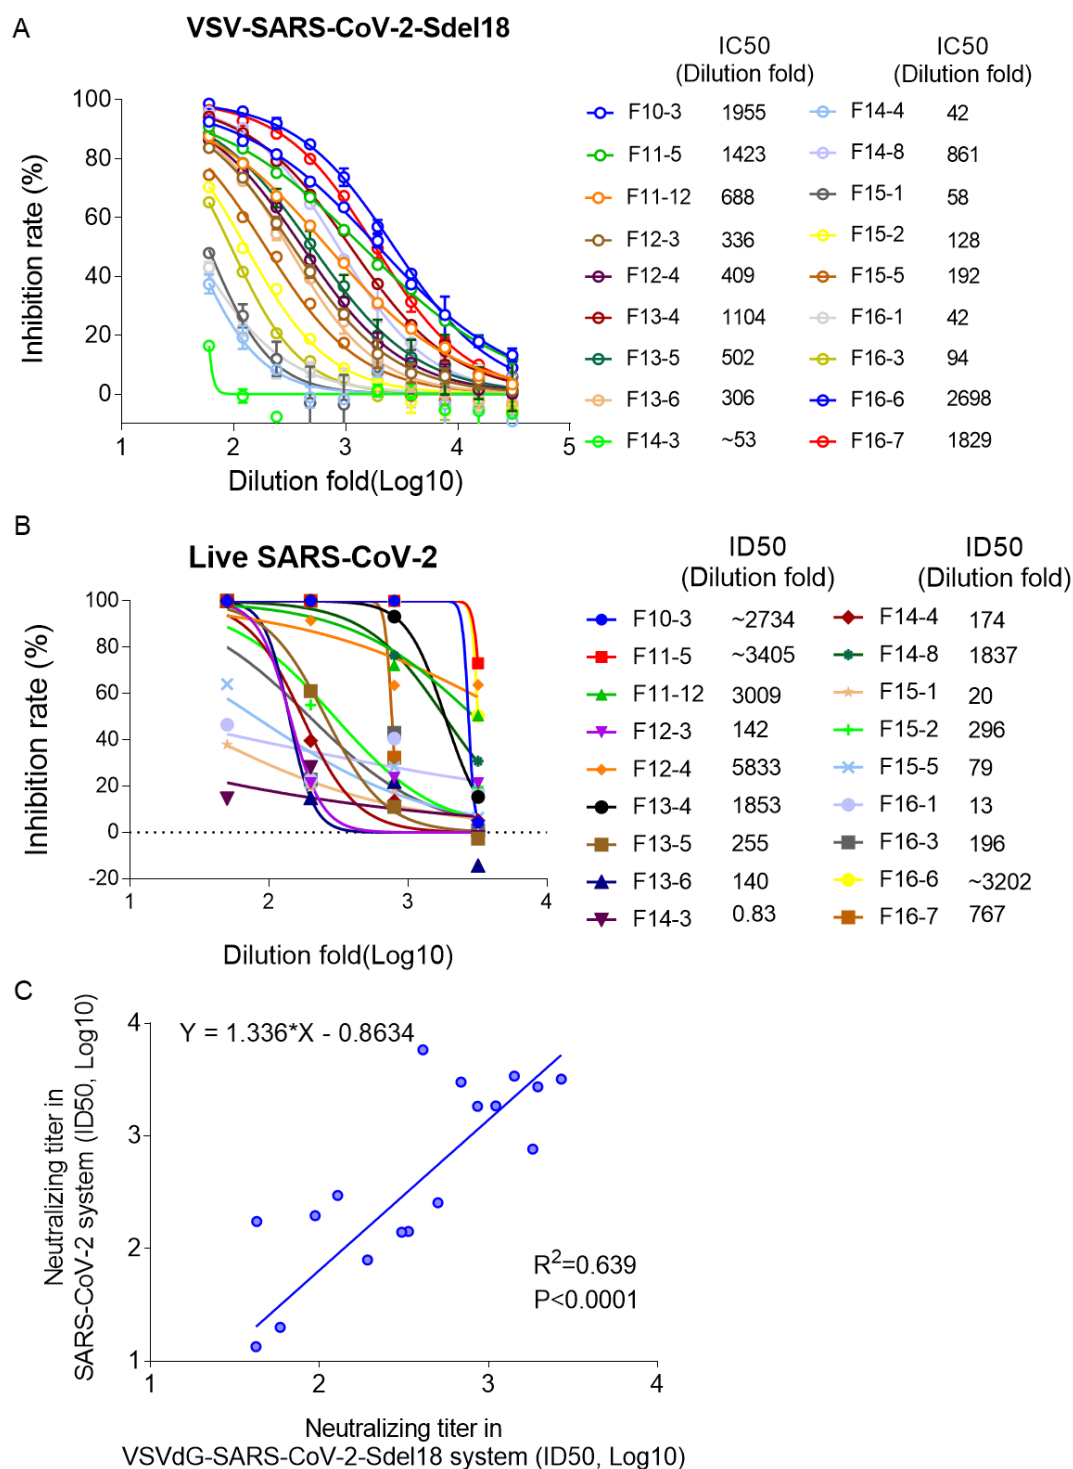 A
VSV-SARS-CoV-2-Sdel18
IC50
(Dilution fold)
IC50
(Dilution fold)
Inhibition rate (%)
100
80
60
40
20
0
1
2
3
4
5
Dilution fold(Log10)
F10-3 1955 F14-4 42
F11-5 1423 F14-8 861
F11-12 688 F15-1 58
F12-3 336 F15-2 128
F12-4 409 F15-5 192
F13-4 1104 F16-1 42
F13-5 502 F16-3 94
F13-6 306 F16-6 2698
F14-3 ~53 F16-7 1829
B
Live SARS-CoV-2
ID50
(Dilution fold)
ID50
(Dilution fold)
Inhibition rate (%)
100
80
60
40
20
0
-20
1
2
3
4
Dilution fold(Log10)
F10-3 ~2734 F14-4 174
F11-5 ~3405 F14-8 1837
F11-12 3009 F15-1 20
F12-3 142 F15-2 296
F12-4 5833 F15-5 79
F13-4 1853 F16-1 13
F13-5 255 F16-3 196
F13-6 140 F16-6 ~3202
F14-3 0.83 F16-7 767
C
Neutralizing titer in
SARS-CoV-2 system (ID50, Log10)
4
3
2
1
Y = 1.336*X - 0.8634
R2=0.639
P<0.0001
1
2
3
4
Neutralizing titer in
VSVdG-SARS-CoV-2-Sdel18 system (ID50, Log10)